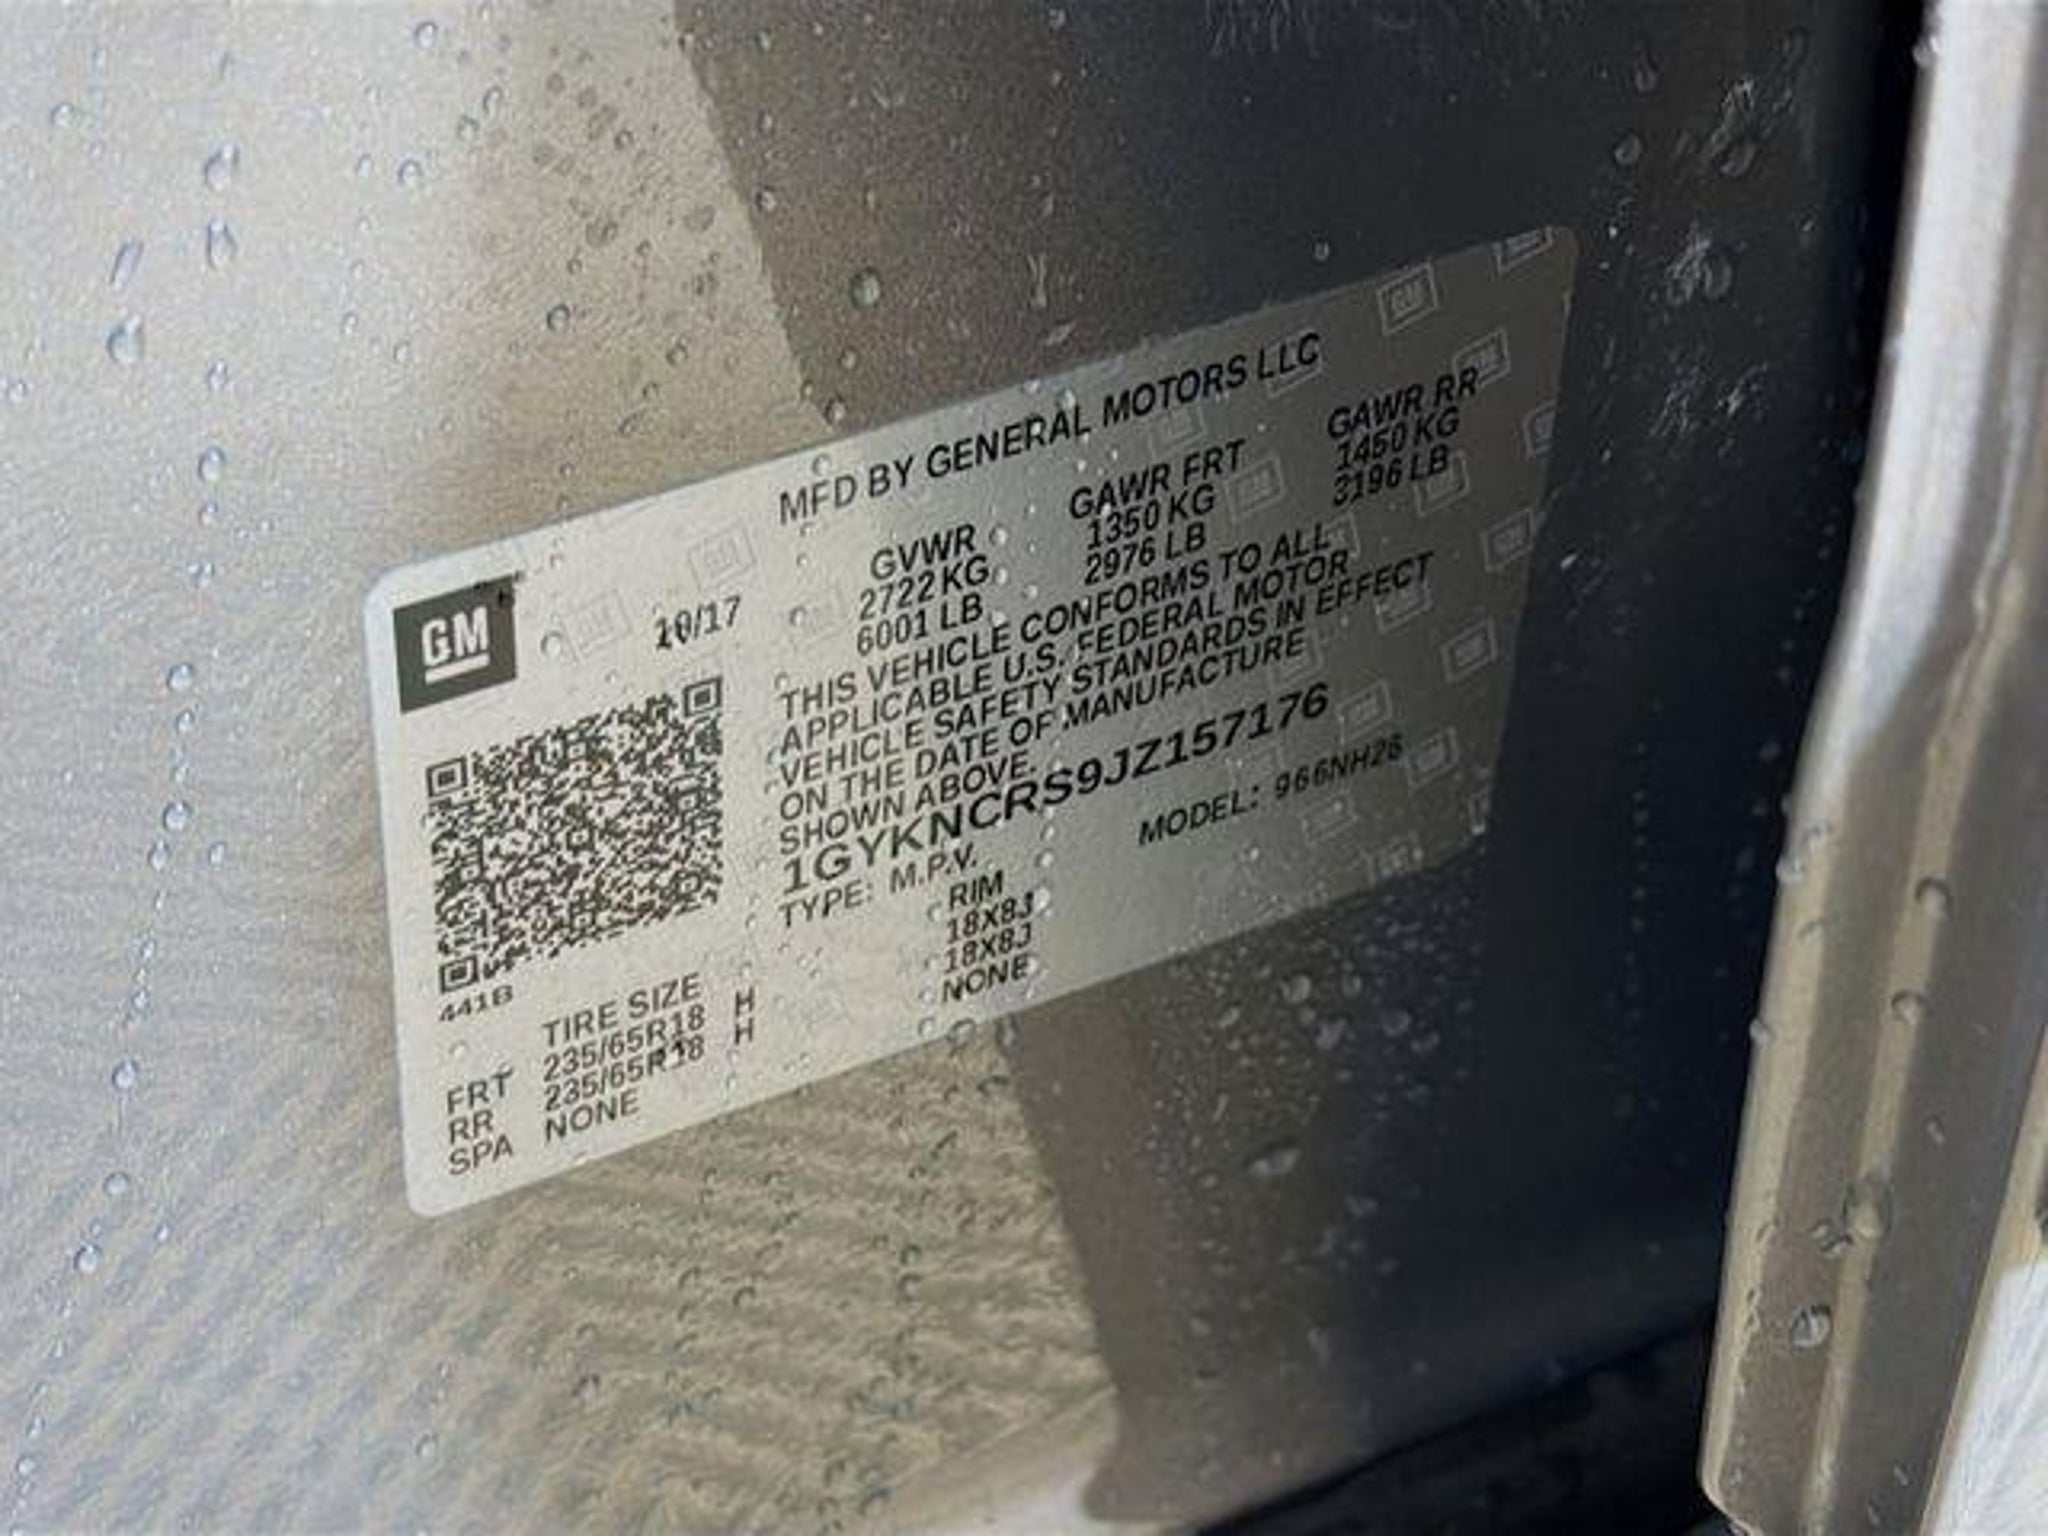 MFD BY GENERAL MOTORS LLC
GM
10/17
GVWR GAWR FRT GAWR RR
2722 KG 1350 KG 1450 KG
6001 LB 2976 LB 3196 LB
THIS VEHICLE CONFORMS TO ALL
APPLICABLE U.S. FEDERAL MOTOR
VEHICLE SAFETY STANDARDS IN EFFECT
ON THE DATE OF MANUFACTURE
SHOWN ABOVE.
1GYKNCRS9JZ157176
TYPE: M.P.V. MODEL: 966NH26
441B
TIRE SIZE RIM
FRT 235/65R18 H 18X8J
RR 235/65R18 H 18X8J
SPA NONE NONE